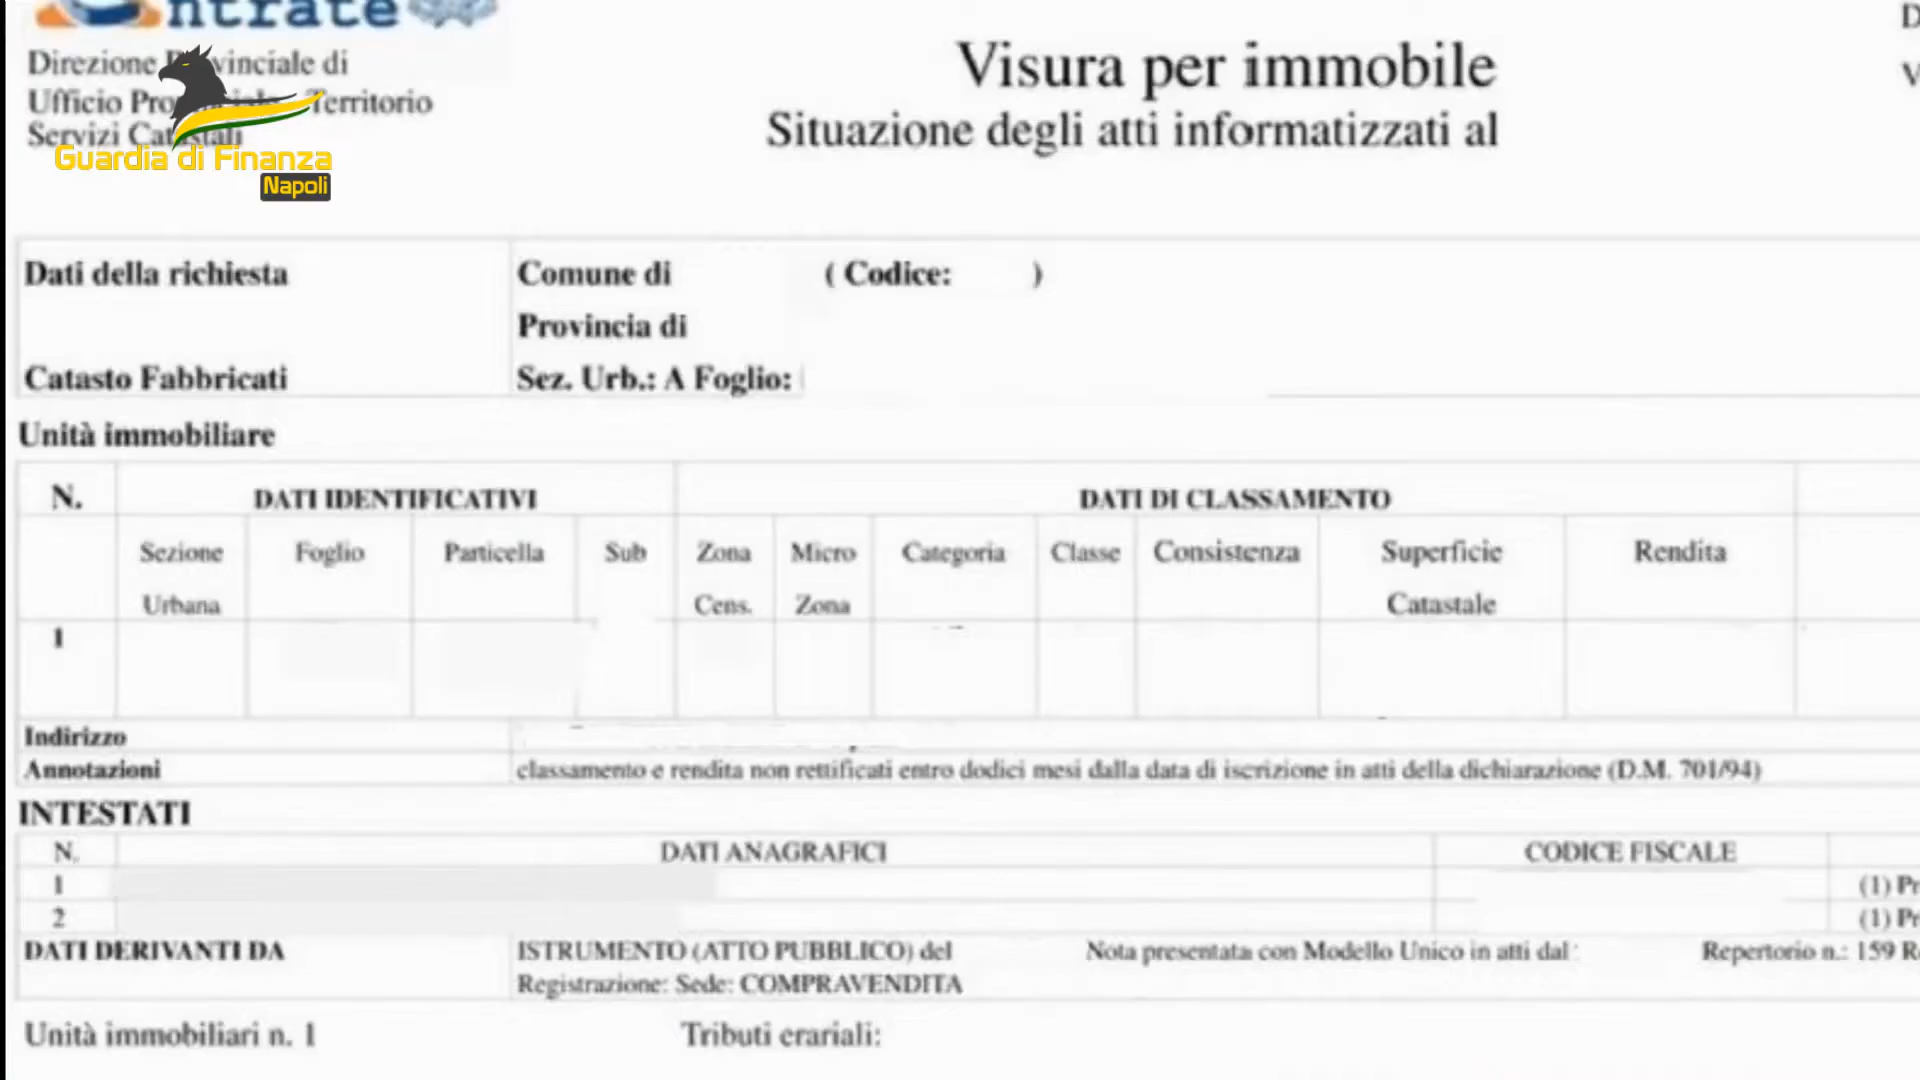 ntrate
Direzione Provinciale di
Ufficio Provinciale - Territorio
Servizi Catastali
Guardia di Finanza
Napoli
Visura per immobile
Situazione degli atti informatizzati al
D
V
Dati della richiesta
Comune di ( Codice: )
Provincia di
Catasto Fabbricati
Sez. Urb.: A Foglio:
Unità immobiliare
N. DATI IDENTIFICATIVI DATI DI CLASSAMENTO
Sezione Foglio Particella Sub Zona Micro Categoria Classe Consistenza Superficie Rendita
Urbana Cens. Zona Catastale
1
Indirizzo
Annotazioni classamento e rendita non rettificati entro dodici mesi dalla data di iscrizione in atti della dichiarazione (D.M. 701/94)
INTESTATI
N. DATI ANAGRAFICI CODICE FISCALE
1 (1) Pr
2 (1) Pr
DATI DERIVANTI DA ISTRUMENTO (ATTO PUBBLICO) del Nota presentata con Modello Unico in atti dal Repertorio n.: 159 R
Registrazione: Sede: COMPRAVENDITA
Unità immobiliari n. 1 Tributi erariali: